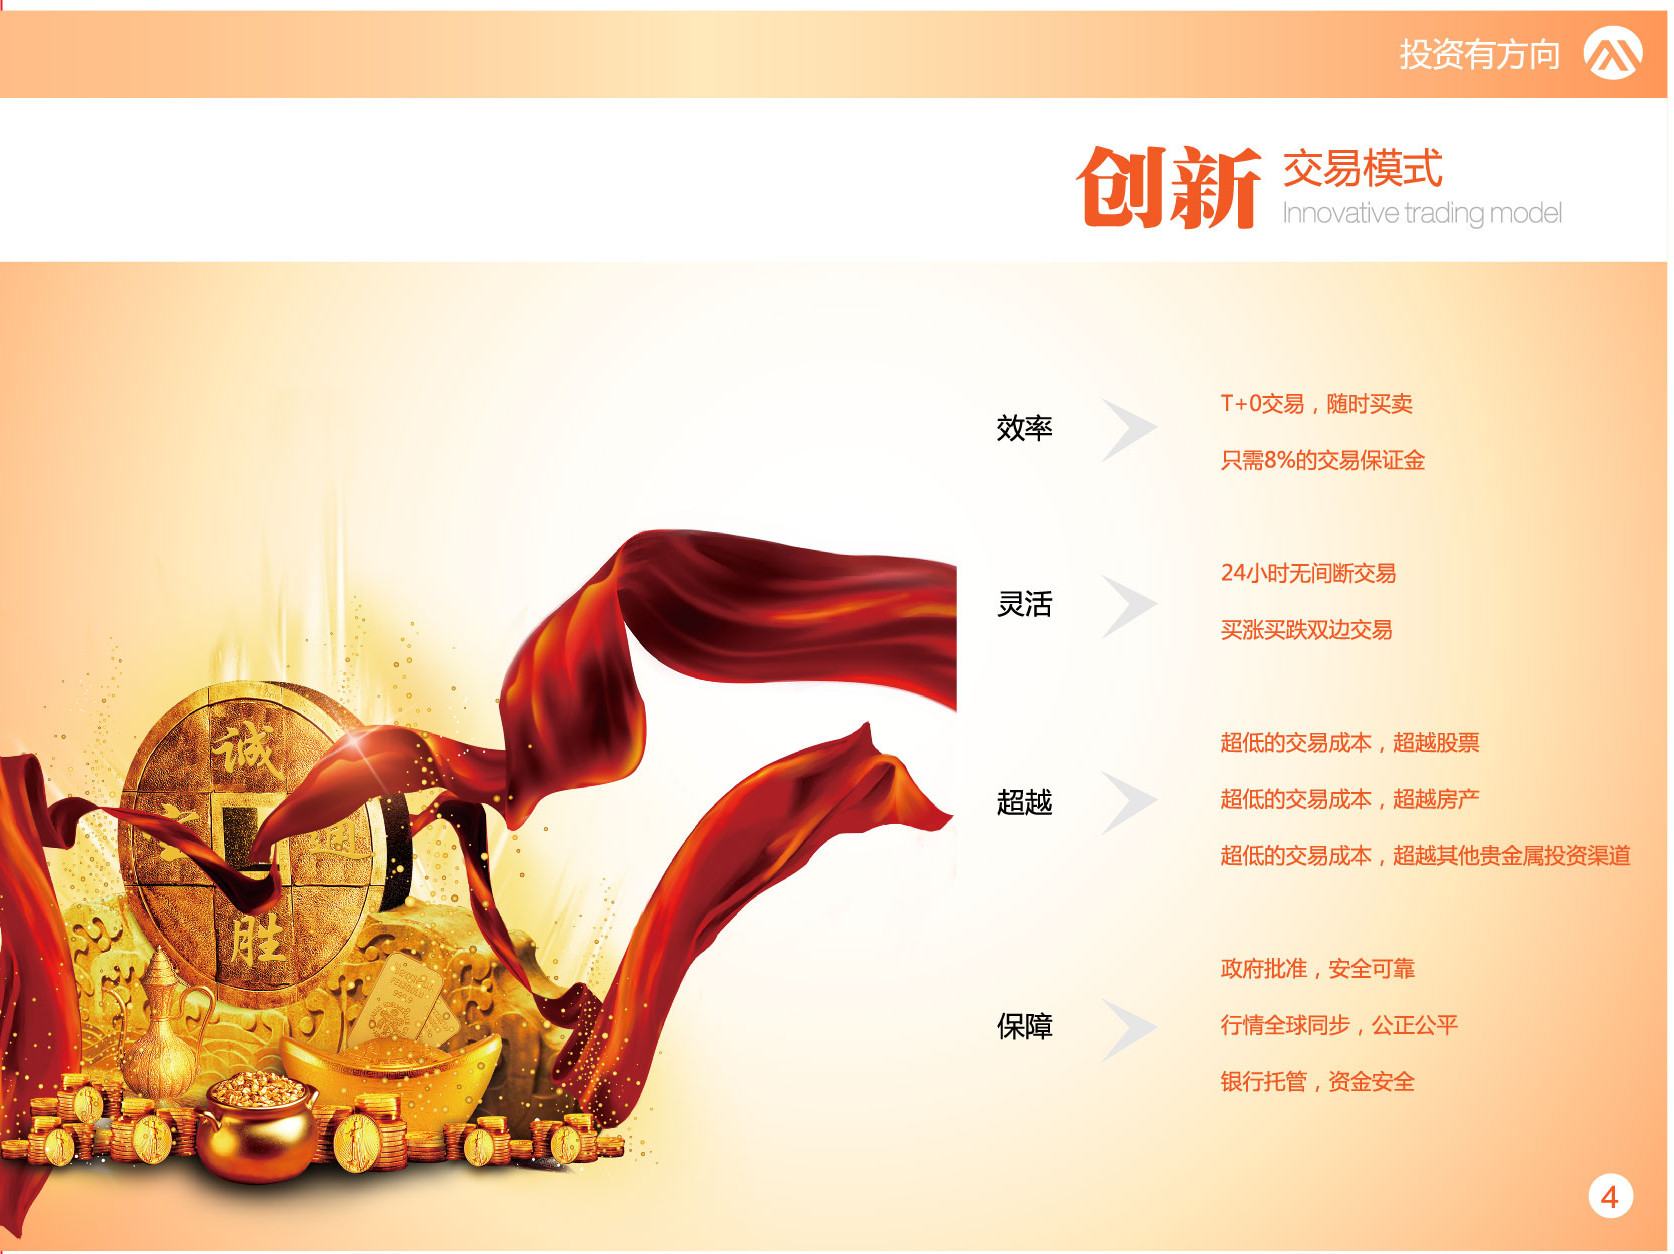 投资有方向
创新 交易模式
Innovative trading model
效率
T+0交易，随时买卖
只需8%的交易保证金
灵活
24小时无间断交易
买涨买跌双边交易
超越
超低的交易成本，超越股票
超低的交易成本，超越房产
超低的交易成本，超越其他贵金属投资渠道
保障
政府批准，安全可靠
行情全球同步，公正公平
银行托管，资金安全
诚
胜
4